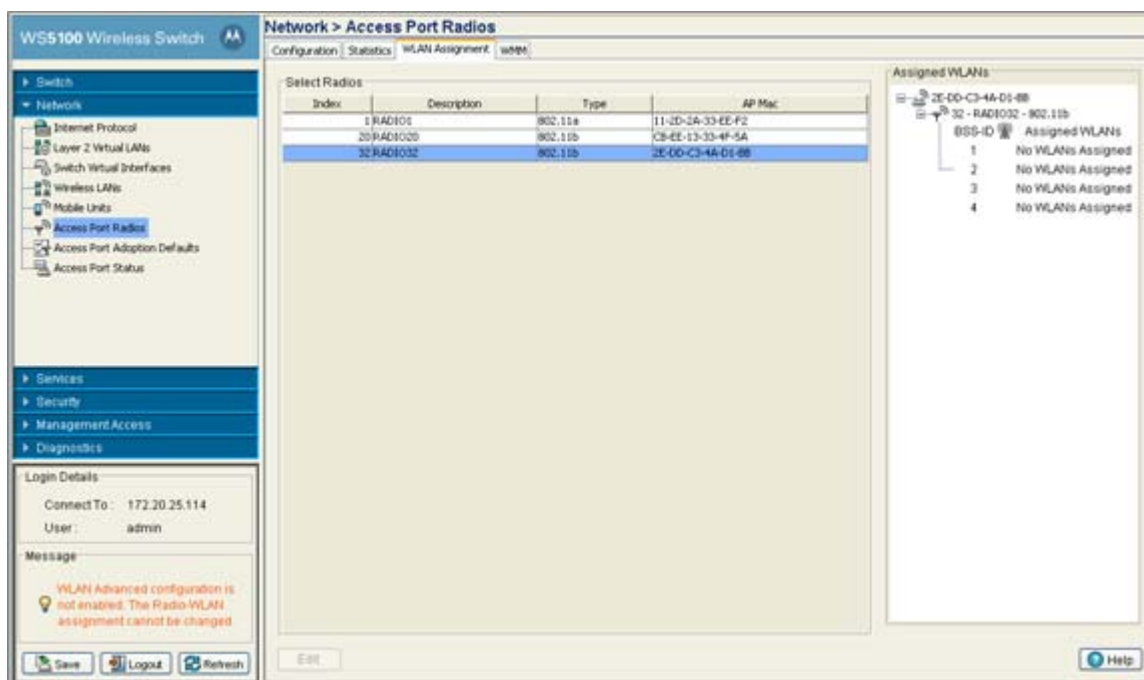 WS5100 Wireless Switch
Switch
Network
Internet Protocol
Layer 2 Virtual LANs
Switch Virtual Interfaces
Wireless LANs
Mobile Units
Access Port Radios
Access Port Adoption Defaults
Access Port Status
Services
Security
Management Access
Diagnostics
Login Details
Connect To : 172.20.25.114
User : admin
Message
WLAN Advanced configuration is
not enabled. The Radio-WLAN
assignment cannot be changed
Save Logout Refresh
Network > Access Port Radios
Configuration Statistics WLAN Assignment WMM
Select Radios
Index Description Type AP Mac
1 RADIO1 802.11a 11-2D-2A-33-EE-F2
20 RADIO20 802.11b C8-EE-13-33-4F-5A
32 RADIO32 802.11b 2E-DD-C3-4A-D1-88
Edit
Assigned WLANs
2E-DD-C3-4A-D1-88
32 - RADIO32 - 802.11b
BSS-ID Assigned WLANs
1 No WLANs Assigned
2 No WLANs Assigned
3 No WLANs Assigned
4 No WLANs Assigned
Help